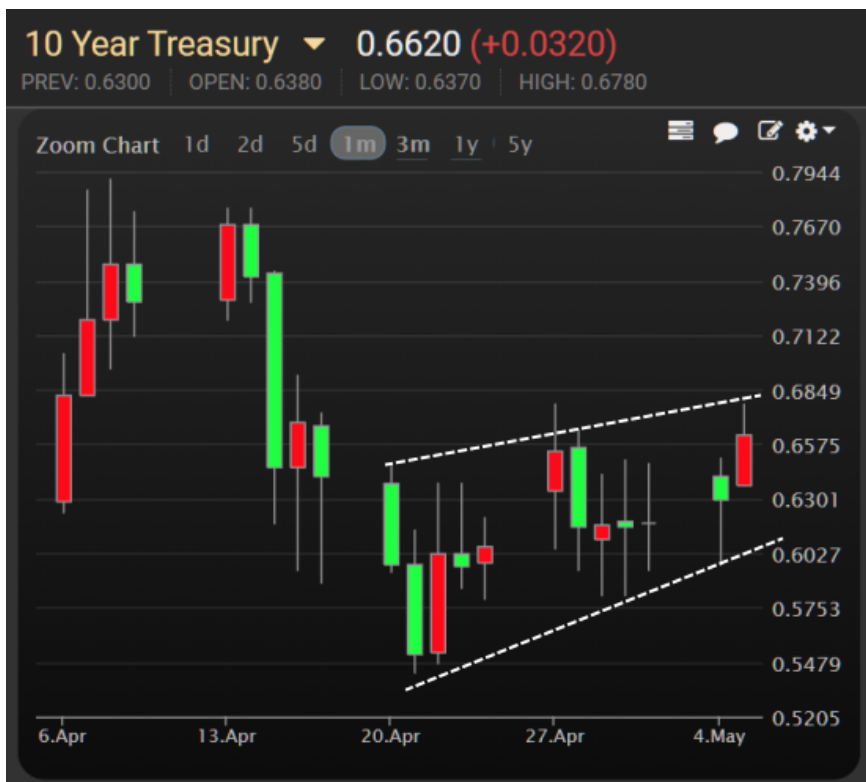 10 Year Treasury 0.6620 (+0.0320)
PREV: 0.6300 OPEN: 0.6380 LOW: 0.6370 HIGH: 0.6780
Zoom Chart 1d 2d 5d 1m 3m 1y 5y
0.7944
0.7670
0.7396
0.7122
0.6849
0.6575
0.6301
0.6027
0.5753
0.5479
0.5205
6.Apr 13.Apr 20.Apr 27.Apr 4.May